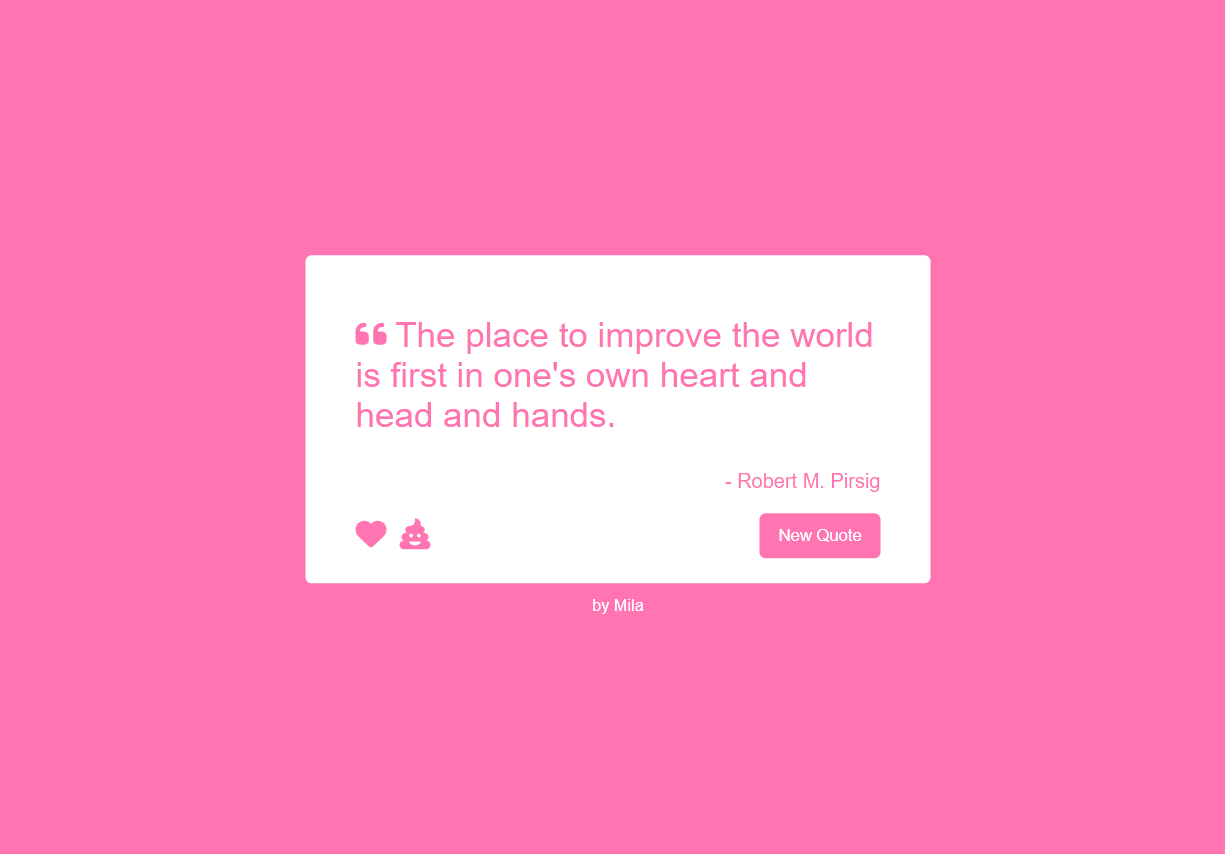 “ The place to improve the world
is first in one's own heart and
head and hands.
- Robert M. Pirsig
New Quote
by Mila